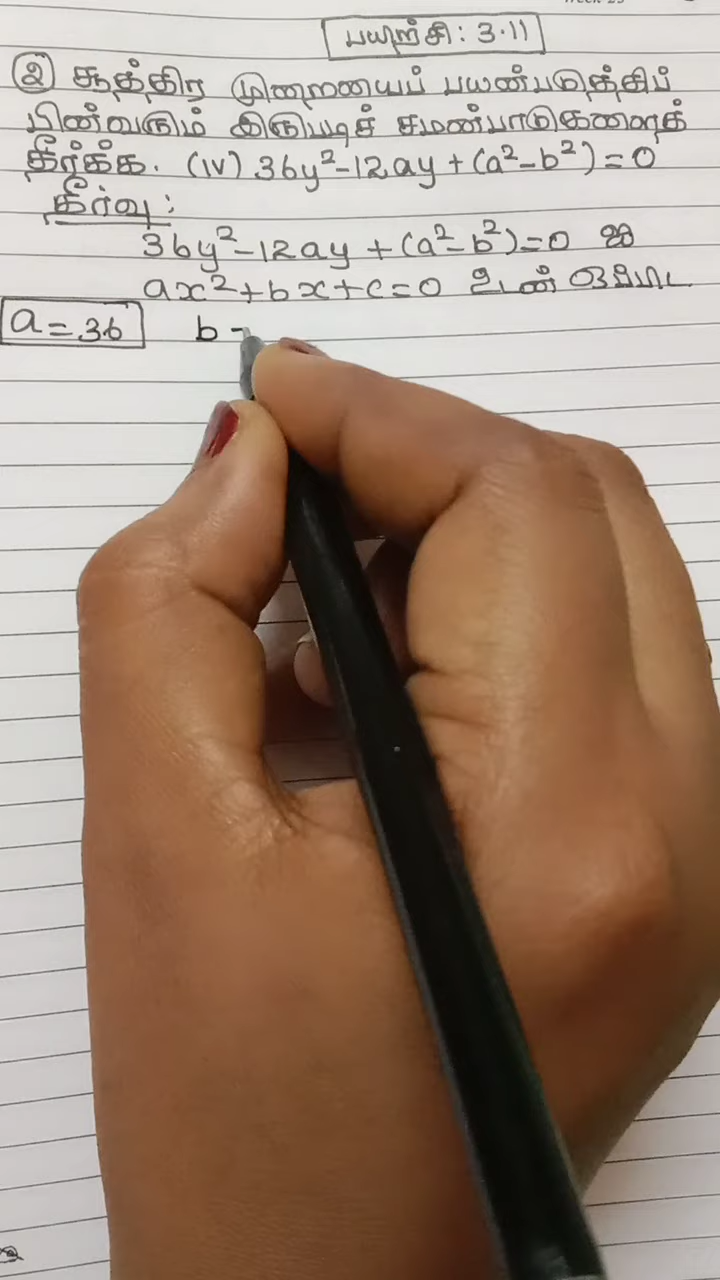 பயிற்சி : 3.11
② சூத்திர முறையைப் பயன்படுத்திப்
பின்வரும் இருபடிச் சமன்பாடுகளைத்
தீர்க்க. (iv) 36y²-12ay+(a²-b²)=0
தீர்வு :
36y²-12ay+(a²-b²)=0 ஐ
ax²+bx+c=0 உடன் ஒப்பிட
a = 36 b -